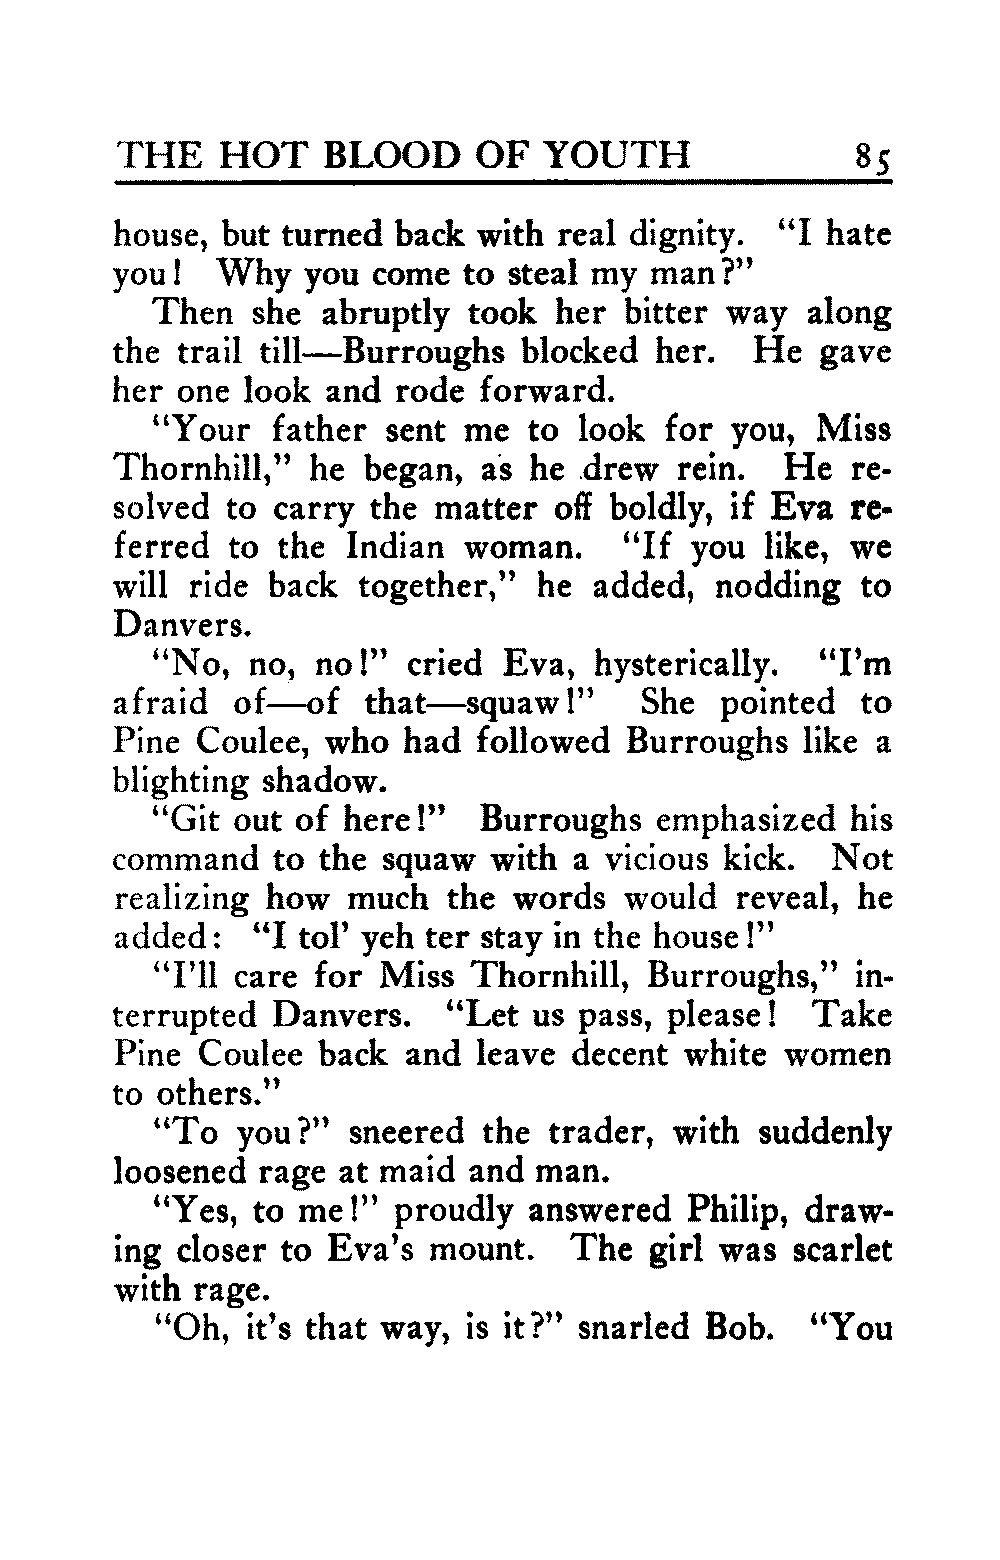 THE HOT BLOOD OF YOUTH 85
house, but turned back with real dignity. "I hate
you! Why you come to steal my man?"
Then she abruptly took her bitter way along
the trail till—Burroughs blocked her. He gave
her one look and rode forward.
"Your father sent me to look for you, Miss
Thornhill," he began, as he drew rein. He re-
solved to carry the matter off boldly, if Eva re-
ferred to the Indian woman. "If you like, we
will ride back together," he added, nodding to
Danvers.
"No, no, no!" cried Eva, hysterically. "I'm
afraid of—of that—squaw!" She pointed to
Pine Coulee, who had followed Burroughs like a
blighting shadow.
"Git out of here!" Burroughs emphasized his
command to the squaw with a vicious kick. Not
realizing how much the words would reveal, he
added: "I tol' yeh ter stay in the house!"
"I'll care for Miss Thornhill, Burroughs," in-
terrupted Danvers. "Let us pass, please! Take
Pine Coulee back and leave decent white women
to others."
"To you?" sneered the trader, with suddenly
loosened rage at maid and man.
"Yes, to me!" proudly answered Philip, draw-
ing closer to Eva's mount. The girl was scarlet
with rage.
"Oh, it's that way, is it?" snarled Bob. "You